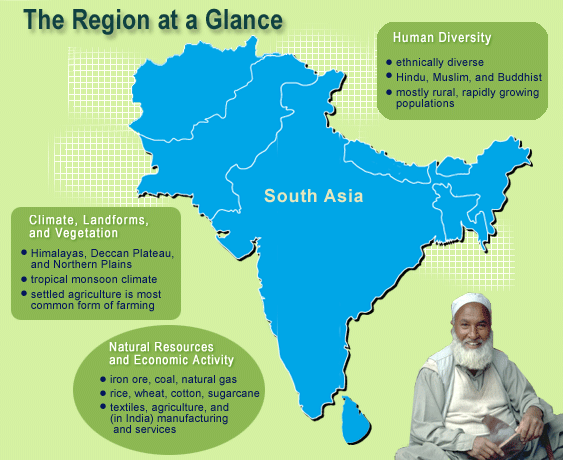 The Region at a Glance
Human Diversity
ethnically diverse
Hindu, Muslim, and Buddhist
mostly rural, rapidly growing
populations
South Asia
Climate, Landforms,
and Vegetation
Himalayas, Deccan Plateau,
and Northern Plains
tropical monsoon climate
settled agriculture is most
common form of farming
Natural Resources
and Economic Activity
iron ore, coal, natural gas
rice, wheat, cotton, sugarcane
textiles, agriculture, and
(in India) manufacturing
and services